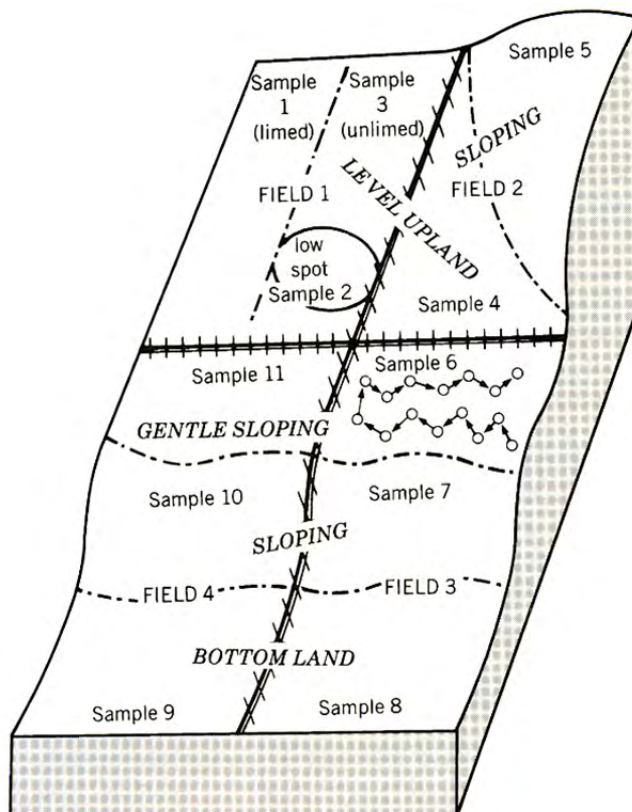 Sample 5
Sample
1
(limed)
Sample
3
(unlimed)
SLOPING
FIELD 1
LEVEL UPLAND
FIELD 2
low
spot
Sample 2
Sample 4
Sample 11
Sample 6
GENTLE SLOPING
Sample 10
Sample 7
SLOPING
FIELD 4
FIELD 3
BOTTOM LAND
Sample 9
Sample 8